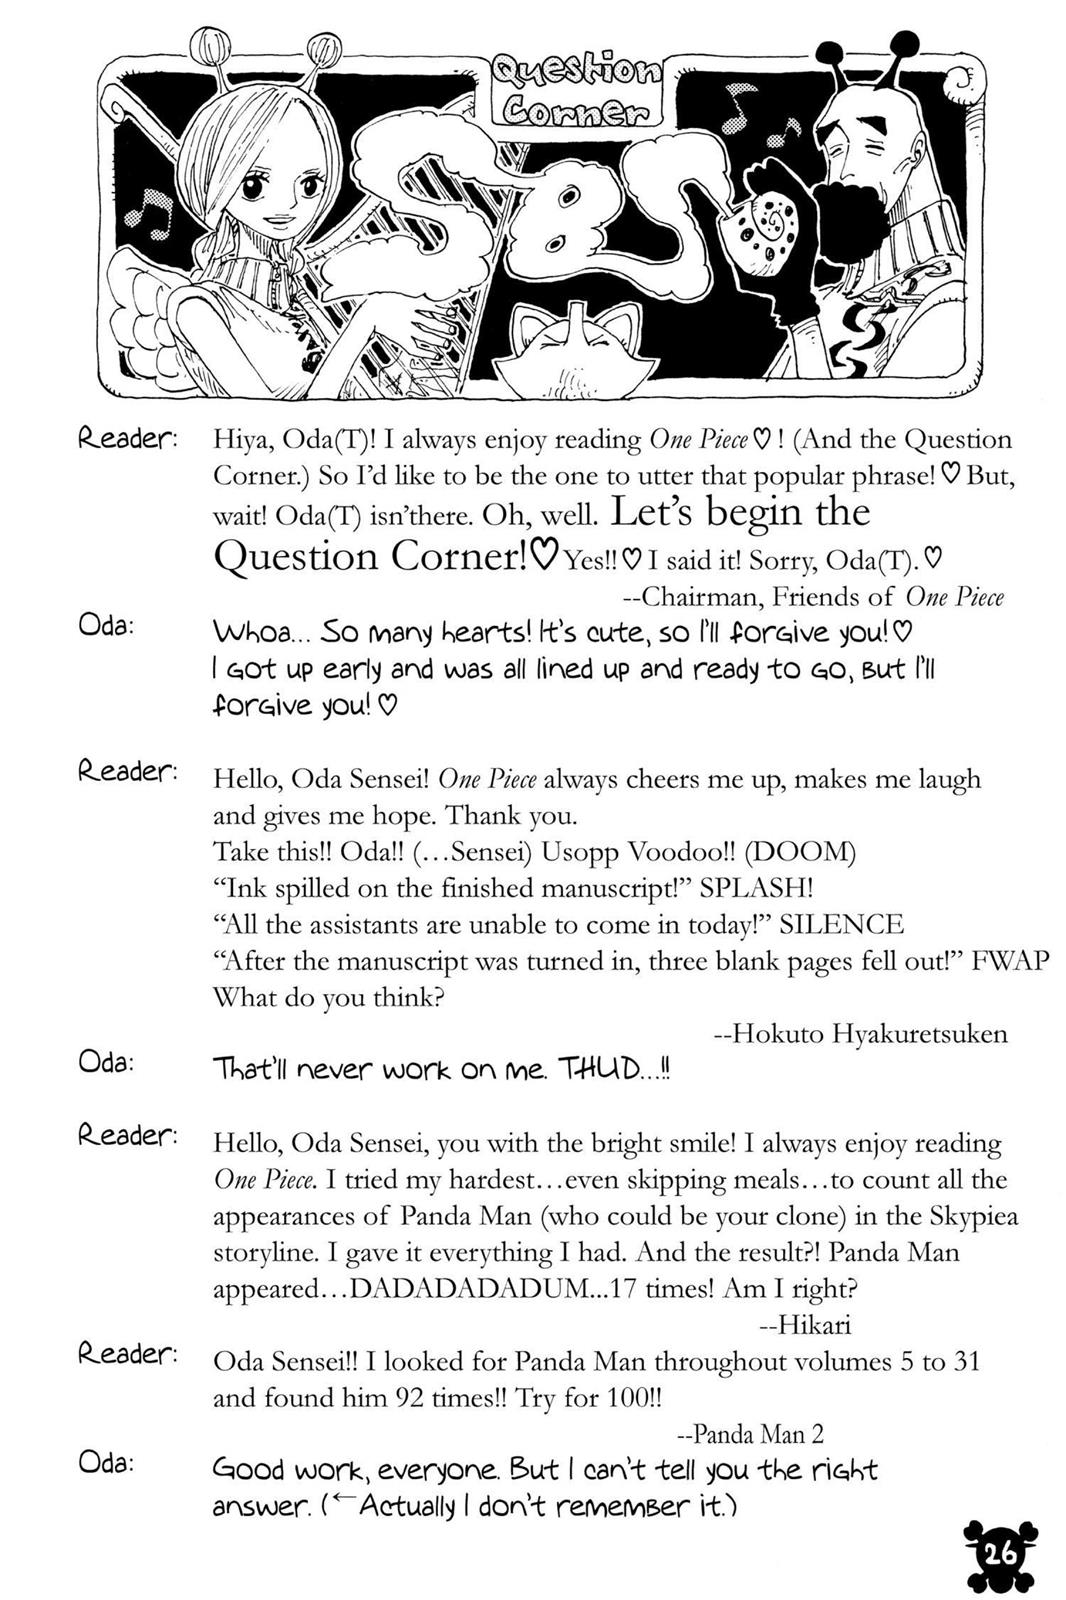 Question
Corner
SBS
Reader: Hiya, Oda(T)! I always enjoy reading One Piece♡! (And the Question
Corner.) So I'd like to be the one to utter that popular phrase!♡ But,
wait! Oda(T) isn'there. Oh, well. Let's begin the
Question Corner!♡ Yes!!♡ I said it! Sorry, Oda(T).♡
--Chairman, Friends of One Piece
Oda: Whoa... So many hearts! It's cute, so I'll forgive you!♡
I got up early and was all lined up and ready to go, but I'll
forgive you!♡
Reader: Hello, Oda Sensei! One Piece always cheers me up, makes me laugh
and gives me hope. Thank you.
Take this!! Oda!! (…Sensei) Usopp Voodoo!! (DOOM)
“Ink spilled on the finished manuscript!” SPLASH!
“All the assistants are unable to come in today!” SILENCE
“After the manuscript was turned in, three blank pages fell out!” FWAP
What do you think?
--Hokuto Hyakuretsuken
Oda: That'll never work on me. THUD...!!
Reader: Hello, Oda Sensei, you with the bright smile! I always enjoy reading
One Piece. I tried my hardest…even skipping meals…to count all the
appearances of Panda Man (who could be your clone) in the Skypiea
storyline. I gave it everything I had. And the result?! Panda Man
appeared…DADADADADUM...17 times! Am I right?
--Hikari
Reader: Oda Sensei!! I looked for Panda Man throughout volumes 5 to 31
and found him 92 times!! Try for 100!!
--Panda Man 2
Oda: Good work, everyone. But I can't tell you the right
answer. (←Actually I don't remember it.)
26